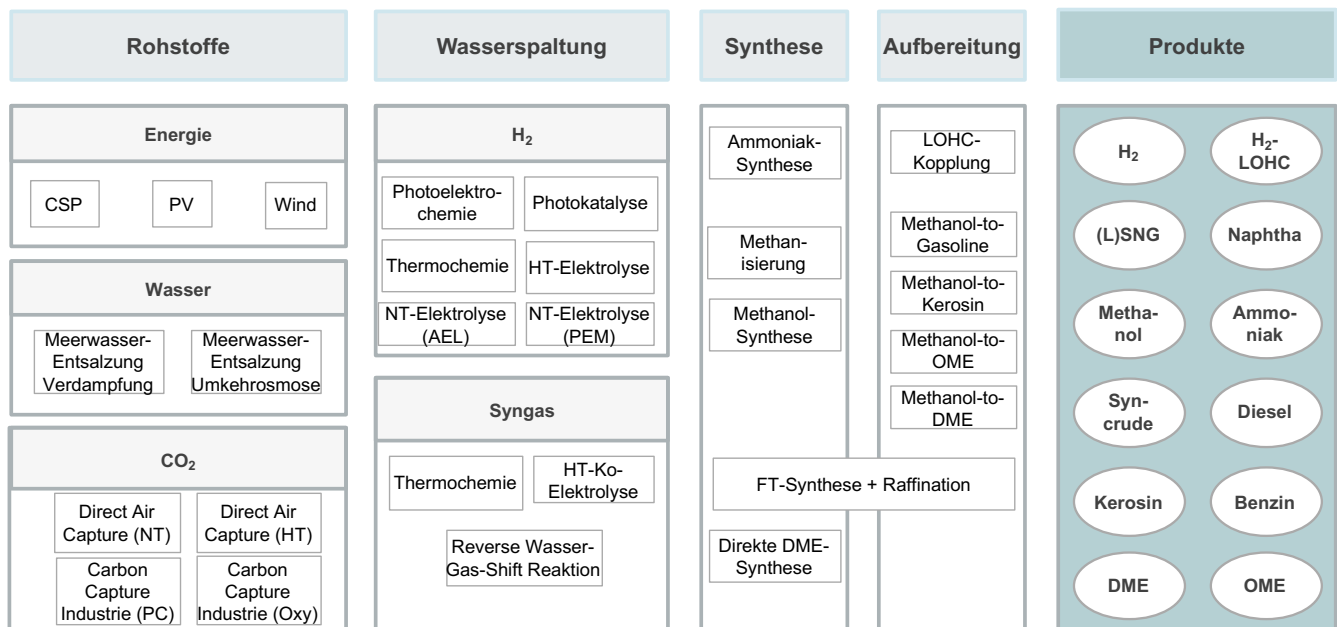 Rohstoffe
Energie
CSP
PV
Wind
Wasser
Meerwasser-
Entsalzung
Verdampfung
Meerwasser-
Entsalzung
Umkehrosmose
CO₂
Direct Air
Capture (NT)
Direct Air
Capture (HT)
Carbon
Capture
Industrie (PC)
Carbon
Capture
Industrie (Oxy)
Wasserspaltung
H₂
Photoelektro-
chemie
Photokatalyse
Thermochemie
HT-Elektrolyse
NT-Elektrolyse
(AEL)
NT-Elektrolyse
(PEM)
Syngas
Thermochemie
HT-Ko-
Elektrolyse
Reverse Wasser-
Gas-Shift Reaktion
Synthese
Ammoniak-
Synthese
Methan-
isierung
Methanol-
Synthese
FT-Synthese + Raffination
Direkte DME-
Synthese
Aufbereitung
LOHC-
Kopplung
Methanol-to-
Gasoline
Methanol-to-
Kerosin
Methanol-to-
OME
Methanol-to-
DME
Produkte
H₂
H₂-
LOHC
(L)SNG
Naphtha
Metha-
nol
Ammo-
niak
Syn-
crude
Diesel
Kerosin
Benzin
DME
OME